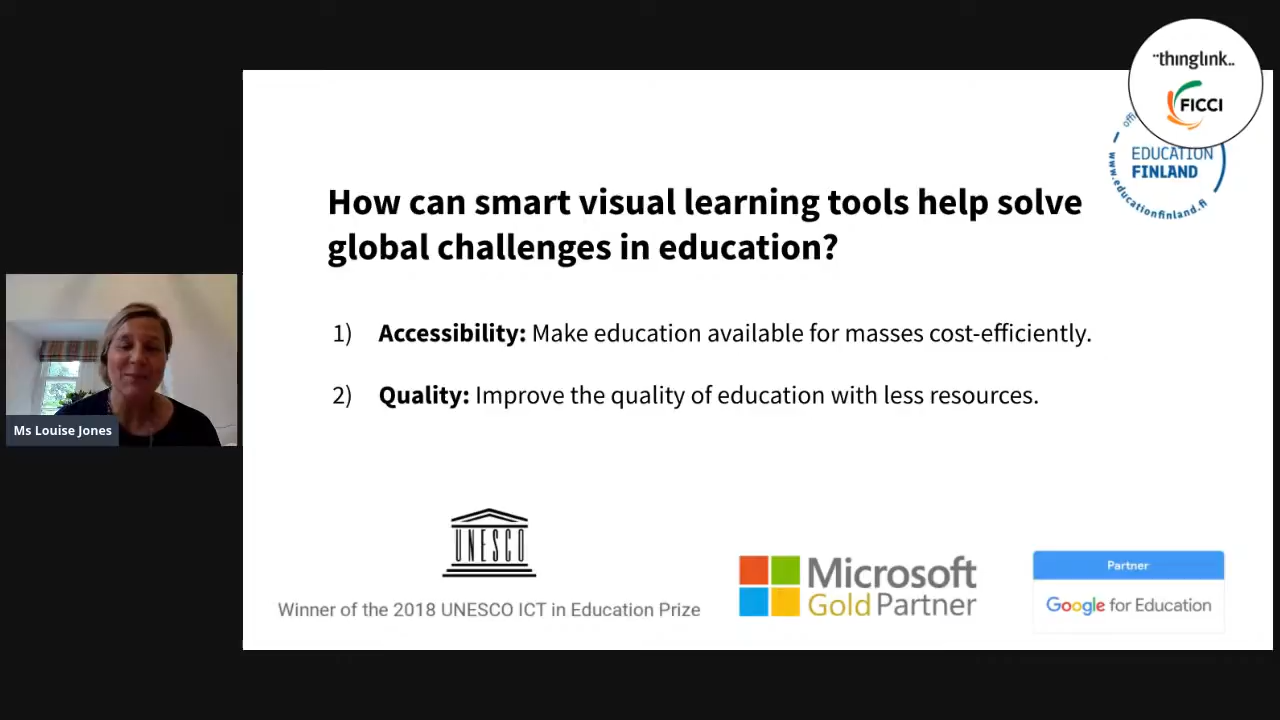 ¨thinglink..
FICCI
EDUCATION
FINLAND
www.educationfinland.fi
How can smart visual learning tools help solve
global challenges in education?
1) Accessibility: Make education available for masses cost-efficiently.
2) Quality: Improve the quality of education with less resources.
Ms Louise Jones
UNESCO
Winner of the 2018 UNESCO ICT in Education Prize
Microsoft
Gold Partner
Partner
Google for Education